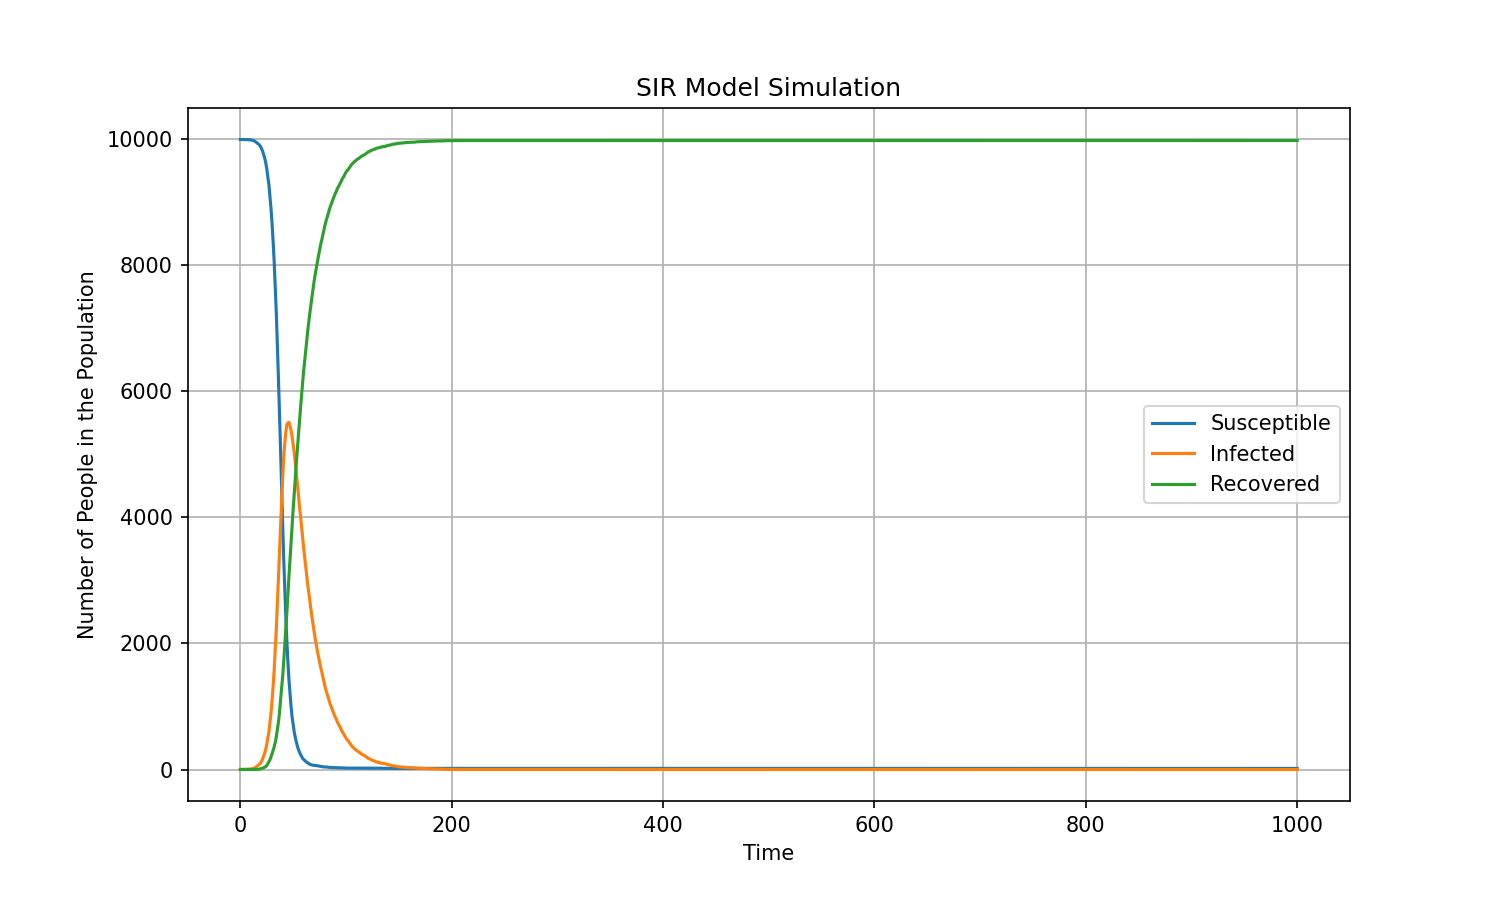 SIR Model Simulation
Number of People in the Population
10000
8000
6000
4000
2000
0
Susceptible
Infected
Recovered
0 200 400 600 800 1000
Time